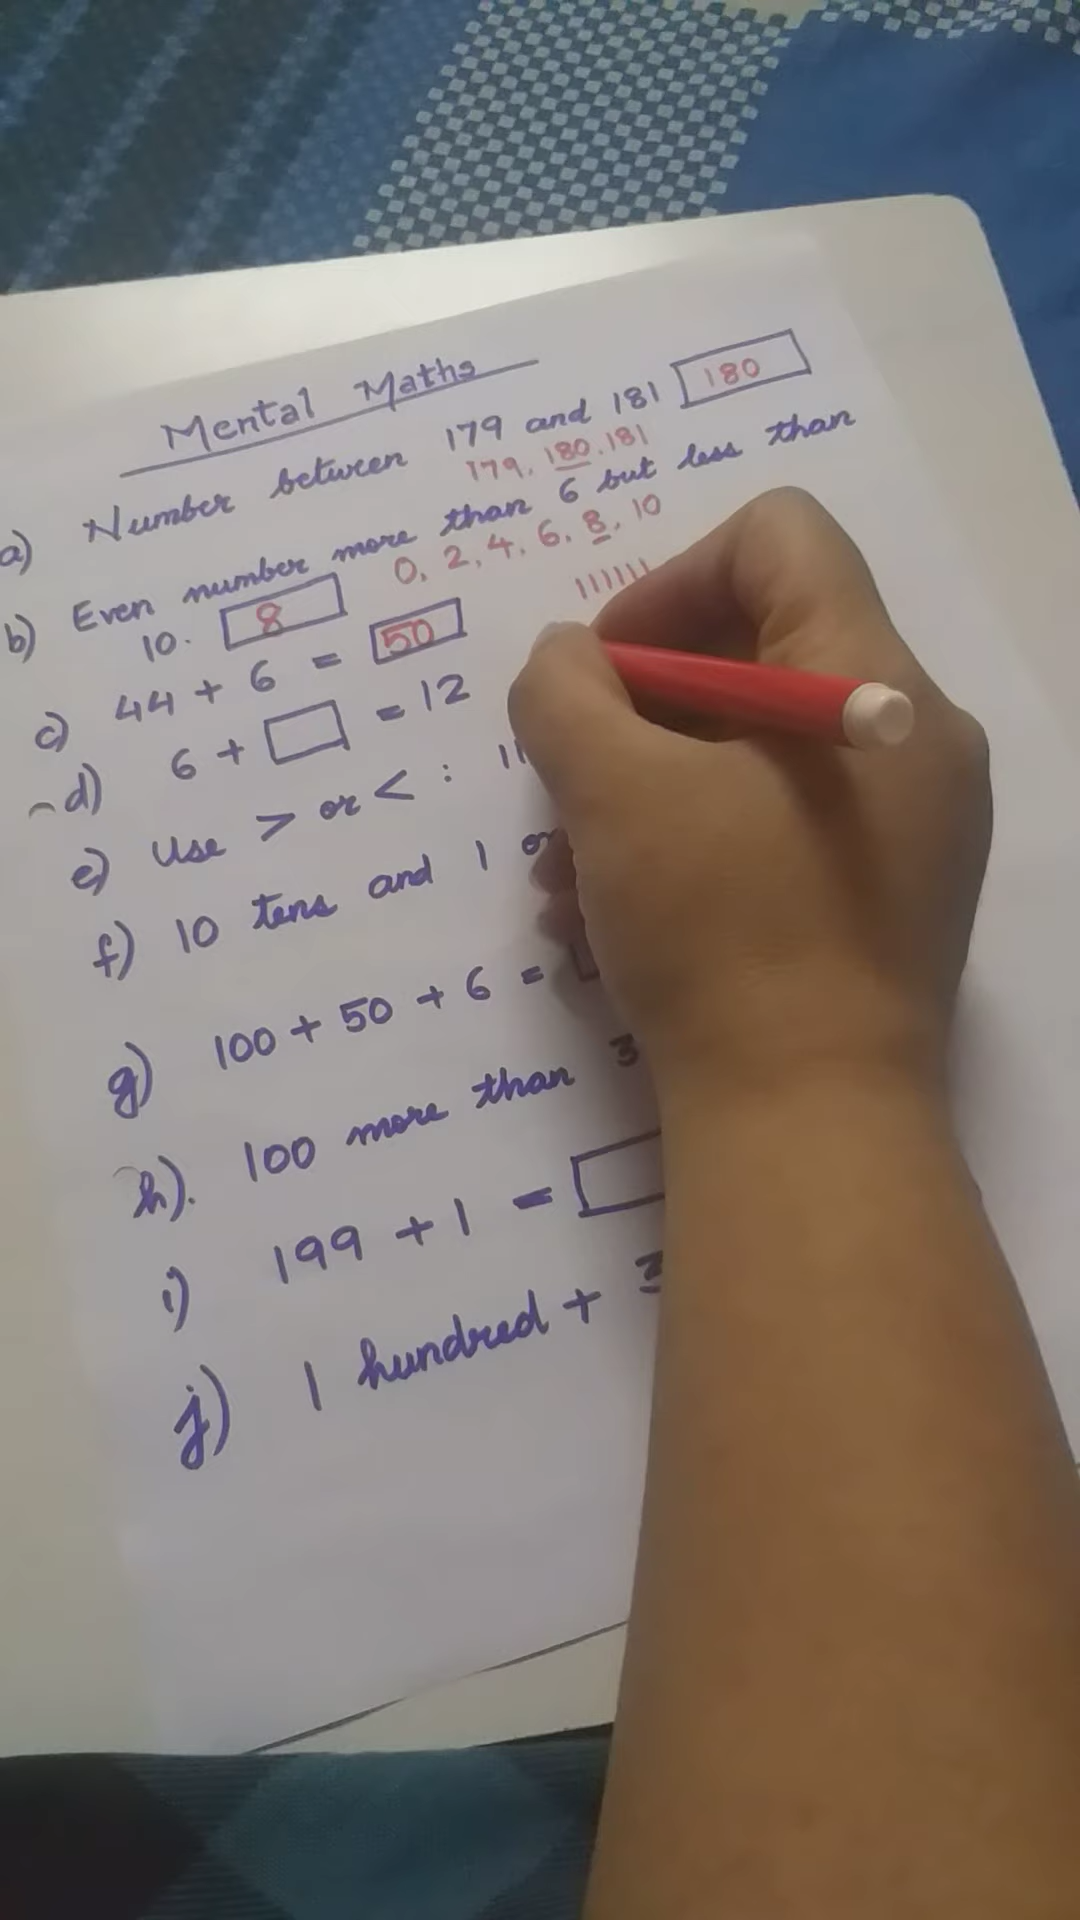 Mental Maths
a) Number between 179 and 181 180
179, 180, 181
b) Even number more than 6 but less than
0, 2, 4, 6, 8, 10
10. 8
c) 44 + 6 = 50
d) 6 + = 12
e) Use > or < :
f) 10 tens and 1
g) 100 + 50 + 6 =
h). 100 more than 3
i) 199 + 1 =
j) 1 hundred + 3